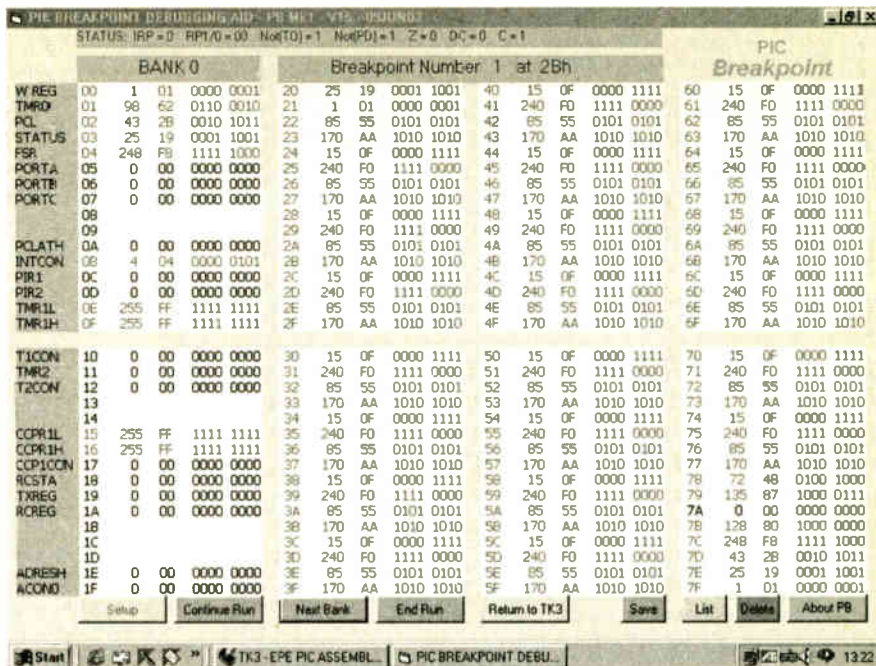 PIC BREAKPOINT DEBUGGING AID - PB MET - V1.5 - 05JUN02
STATUS: IRP=0 RP1/0=00 Not(TO)=1 Not(PD)=1 Z=0 DC=0 C=1
BANK 0 Breakpoint Number 1 at 2Bh PIC Breakpoint
W REG 00 1 01 0000 0001 20 25 19 0001 1001 40 15 0F 0000 1111 60 15 0F 0000 1111
TMRO 01 98 62 0110 0010 21 1 01 0000 0001 41 240 F0 1111 0000 61 240 F0 1111 0000
PCL 02 43 2B 0010 1011 22 85 55 0101 0101 42 85 55 0101 0101 62 85 55 0101 0101
STATUS 03 25 19 0001 1001 23 170 AA 1010 1010 43 170 AA 1010 1010 63 170 AA 1010 1010
FSR 04 248 F8 1111 1000 24 15 0F 0000 1111 44 15 0F 0000 1111 64 15 0F 0000 1111
PORTA 05 0 00 0000 0000 25 240 F0 1111 0000 45 240 F0 1111 0000 65 240 F0 1111 0000
PORTB 06 0 00 0000 0000 26 85 55 0101 0101 46 85 55 0101 0101 66 85 55 0101 0101
PORTC 07 0 00 0000 0000 27 170 AA 1010 1010 47 170 AA 1010 1010 67 170 AA 1010 1010
08 28 15 0F 0000 1111 48 15 0F 0000 1111 68 15 0F 0000 1111
09 29 240 F0 1111 0000 49 240 F0 1111 0000 69 240 F0 1111 0000
PCLATH 0A 0 00 0000 0000 2A 85 55 0101 0101 4A 85 55 0101 0101 6A 85 55 0101 0101
INTCON 0B 4 04 0000 0101 2B 170 AA 1010 1010 4B 170 AA 1010 1010 6B 170 AA 1010 1010
PIR1 0C 0 00 0000 0000 2C 15 0F 0000 1111 4C 15 0F 0000 1111 6C 15 0F 0000 1111
PIR2 0D 0 00 0000 0000 2D 240 F0 1111 0000 4D 240 F0 1111 0000 6D 240 F0 1111 0000
TMR1L 0E 255 FF 1111 1111 2E 85 55 0101 0101 4E 85 55 0101 0101 6E 85 55 0101 0101
TMR1H 0F 255 FF 1111 1111 2F 170 AA 1010 1010 4F 170 AA 1010 1010 6F 170 AA 1010 1010
T1CON 10 0 00 0000 0000 30 15 0F 0000 1111 50 15 0F 0000 1111 70 15 0F 0000 1111
TMR2 11 0 00 0000 0000 31 240 F0 1111 0000 51 240 F0 1111 0000 71 240 F0 1111 0000
T2CON 12 0 00 0000 0000 32 85 55 0101 0101 52 85 55 0101 0101 72 85 55 0101 0101
13 33 170 AA 1010 1010 53 170 AA 1010 1010 73 170 AA 1010 1010
14 34 15 0F 0000 1111 54 15 0F 0000 1111 74 15 0F 0000 1111
CCPR1L 15 255 FF 1111 1111 35 240 F0 1111 0000 55 240 F0 1111 0000 75 240 F0 1111 0000
CCPR1H 16 255 FF 1111 1111 36 85 55 0101 0101 56 85 55 0101 0101 76 85 55 0101 0101
CCP1CON 17 0 00 0000 0000 37 170 AA 1010 1010 57 170 AA 1010 1010 77 170 AA 1010 1010
RCSTA 18 0 00 0000 0000 38 15 0F 0000 1111 58 15 0F 0000 1111 78 72 48 0100 1000
TXREG 19 0 00 0000 0000 39 240 F0 1111 0000 59 240 F0 1111 0000 79 135 87 1000 0111
RCREG 1A 0 00 0000 0000 3A 85 55 0101 0101 5A 85 55 0101 0101 7A 0 00 0000 0000
1B 3B 170 AA 1010 1010 5B 170 AA 1010 1010 7B 128 80 1000 0000
1C 3C 15 0F 0000 1111 5C 15 0F 0000 1111 7C 248 F8 1111 1000
1D 3D 240 F0 1111 0000 5D 240 F0 1111 0000 7D 43 2B 0010 1011
ADRESH 1E 0 00 0000 0000 3E 85 55 0101 0101 5E 85 55 0101 0101 7E 25 19 0001 1001
ACON0 1F 0 00 0000 0000 3F 170 AA 1010 1010 5F 170 AA 1010 1010 7F 1 01 0000 0001
Setup Continue Run Next Bank End Run Return to TK3 Save List Delete About PB
Start » TK3 - EPE PIC ASSEMBL... PIC BREAKPOINT DEBU... 13:22